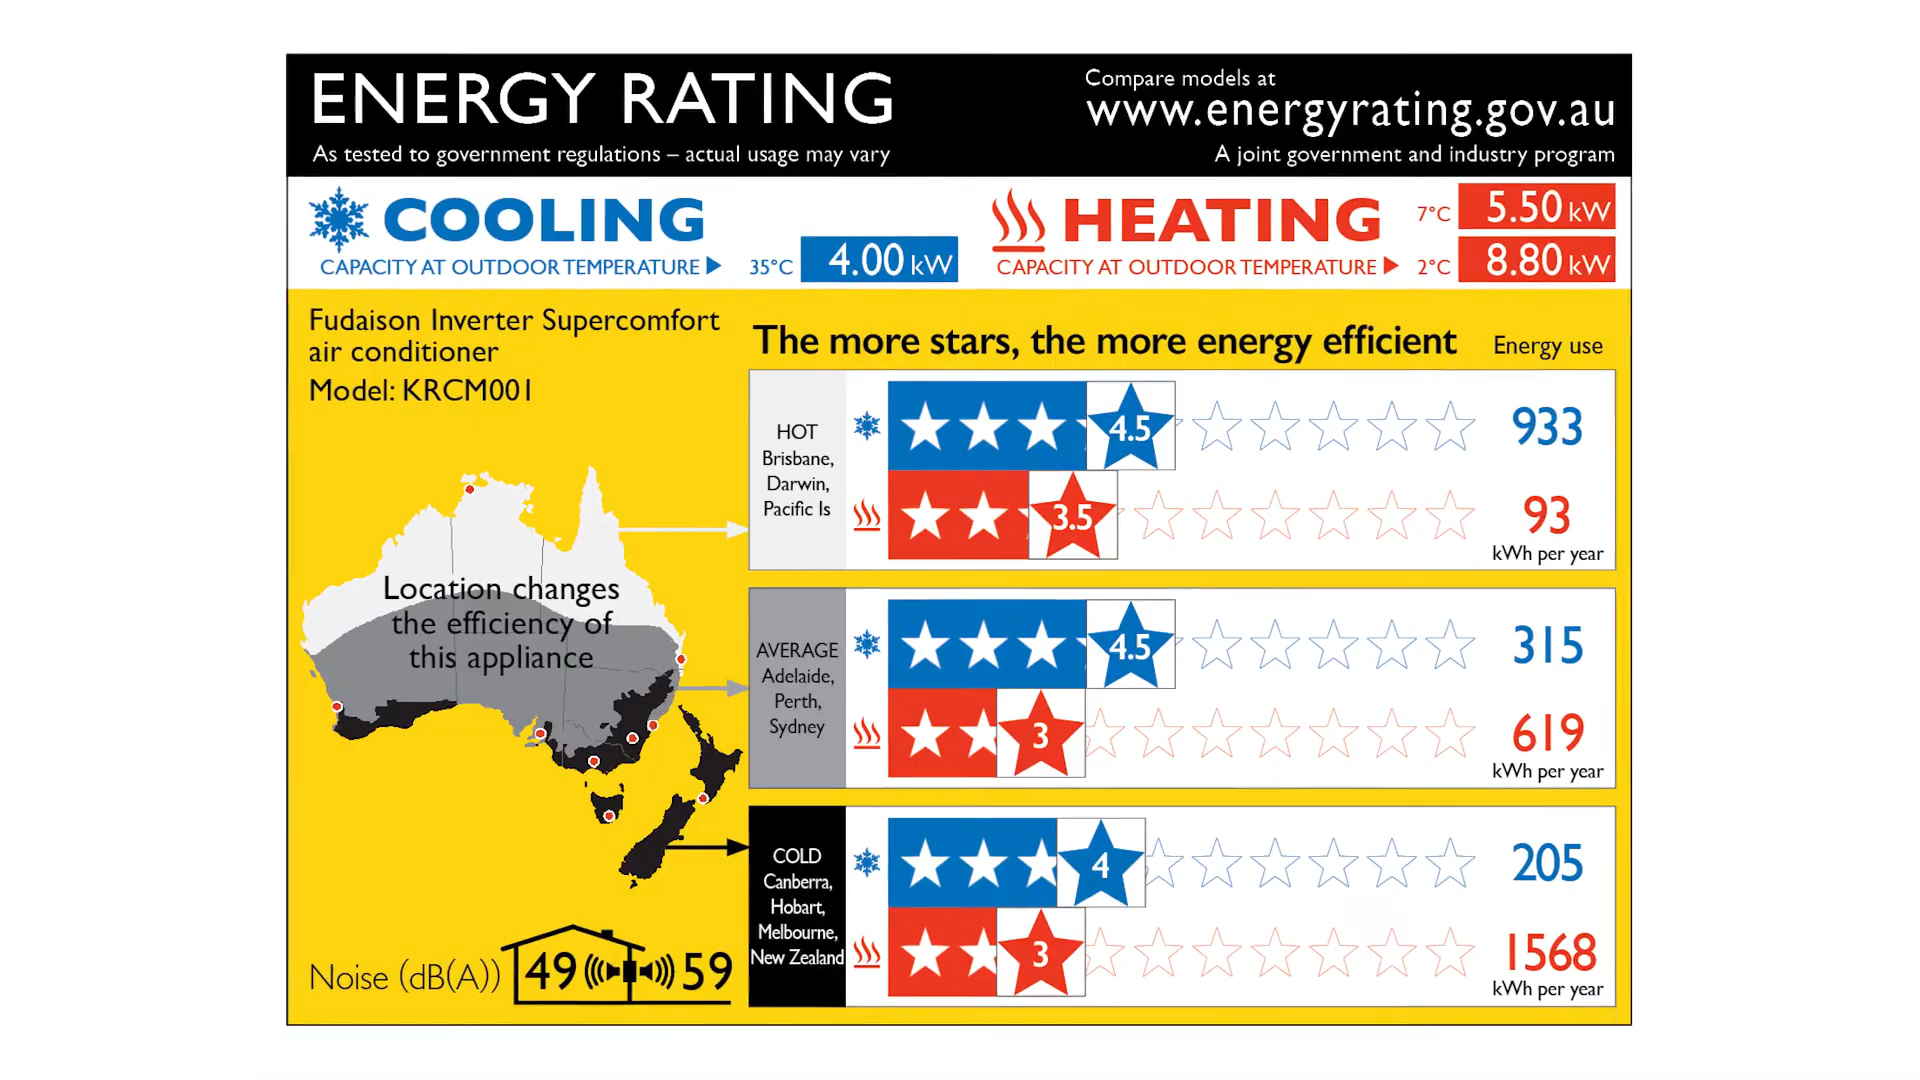 ENERGY RATING
As tested to government regulations – actual usage may vary
Compare models at
www.energyrating.gov.au
A joint government and industry program
COOLING
CAPACITY AT OUTDOOR TEMPERATURE
35°C 4.00 kW
HEATING
CAPACITY AT OUTDOOR TEMPERATURE
7°C 5.50 kW
2°C 8.80 kW
Fudaison Inverter Supercomfort
air conditioner
Model: KRCM001
Location changes
the efficiency of
this appliance
Noise (dB(A)) 49 59
The more stars, the more energy efficient
Energy use
HOT
Brisbane,
Darwin,
Pacific Is
4.5
933
3.5
93
kWh per year
AVERAGE
Adelaide,
Perth,
Sydney
4.5
315
3
619
kWh per year
COLD
Canberra,
Hobart,
Melbourne,
New Zealand
4
205
3
1568
kWh per year